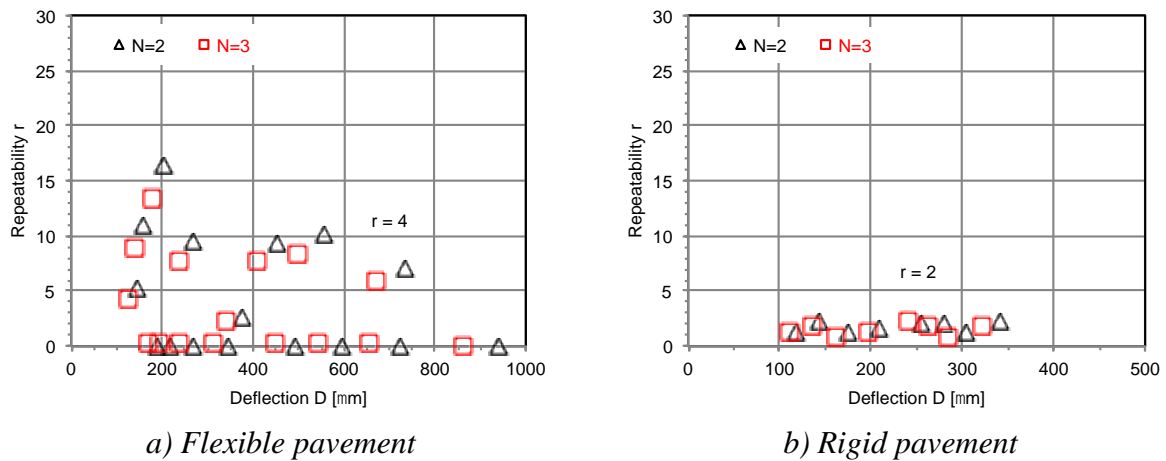 30
25
20
15
10
5
0
Repeatability r
N=2
N=3
r = 4
0 200 400 600 800 1000
Deflection D [mm]
a) Flexible pavement
30
25
20
15
10
5
0
Repeatability r
N=2
N=3
r = 2
0 100 200 300 400 500
Deflection D [mm]
b) Rigid pavement